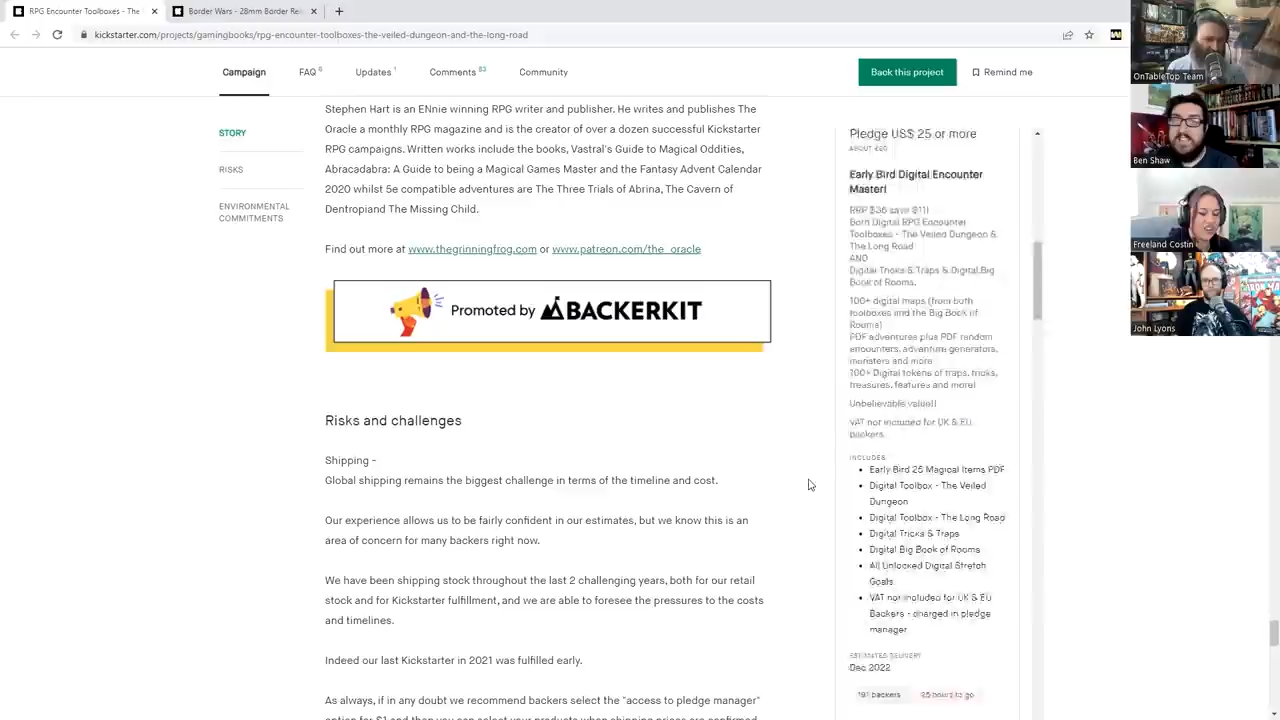 RPG Encounter Toolboxes - The
Border Wars - 28mm Border Rei
kickstarter.com/projects/gamingbooks/rpg-encounter-toolboxes-the-veiled-dungeon-and-the-long-road
Campaign
FAQ 6
Updates 1
Comments 83
Community
Back this project
Remind me
STORY
RISKS
ENVIRONMENTAL
COMMITMENTS
Stephen Hart is an ENnie winning RPG writer and publisher. He writes and publishes The
Oracle a monthly RPG magazine and is the creator of over a dozen successful Kickstarter
RPG campaigns. Written works include the books, Vastral's Guide to Magical Oddities,
Abracadabra: A Guide to being a Magical Games Master and the Fantasy Advent Calendar
2020 whilst 5e compatible adventures are The Three Trials of Abrina, The Cavern of
Dentropiand The Missing Child.
Find out more at www.thegrinningfrog.com or www.patreon.com/the_oracle
Promoted by BACKERKIT
Risks and challenges
Shipping -
Global shipping remains the biggest challenge in terms of the timeline and cost.
Our experience allows us to be fairly confident in our estimates, but we know this is an
area of concern for many backers right now.
We have been shipping stock throughout the last 2 challenging years, both for our retail
stock and for Kickstarter fulfillment, and we are able to foresee the pressures to the costs
and timelines.
Indeed our last Kickstarter in 2021 was fulfilled early.
As always, if in any doubt we recommend backers select the "access to pledge manager"
option for $1 and then you can select your products when shipping prices are confirmed
Pledge US$ 25 or more
ABOUT £20
Early Bird Digital Encounter
Master!
RRP $36 save $11!
Both Digital RPG Encounter
Toolboxes - The Veiled Dungeon &
The Long Road
AND
Digital Tricks & Traps & Digital Big
Book of Rooms.
100+ digital maps (from both
toolboxes and the Big Book of
Rooms)
PDF adventures plus PDF random
encounters, adventure generators,
monsters and more
100+ Digital tokens of traps, tricks,
treasures, features and more!
Unbelievable value!!
VAT not included for UK & EU
backers
INCLUDES
Early Bird 25 Magical Items PDF
Digital Toolbox - The Veiled
Dungeon
Digital Toolbox - The Long Road
Digital Tricks & Traps
Digital Big Book of Rooms
All Unlocked Digital Stretch
Goals
VAT not included for UK & EU
Backers - charged in pledge
manager
ESTIMATED DELIVERY
Dec 2022
backers
hours to go
OnTableTop Team
Ben Shaw
Freeland Costin
John Lyons